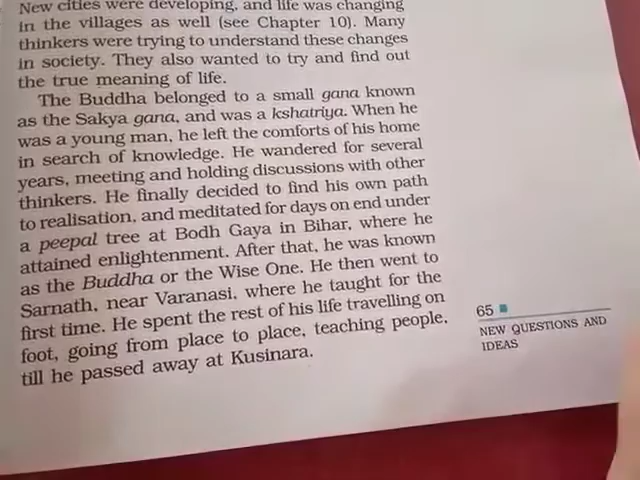 New cities were developing, and life was changing
in the villages as well (see Chapter 10). Many
thinkers were trying to understand these changes
in society. They also wanted to try and find out
the true meaning of life.
The Buddha belonged to a small gana known
as the Sakya gana, and was a kshatriya. When he
was a young man, he left the comforts of his home
in search of knowledge. He wandered for several
years, meeting and holding discussions with other
thinkers. He finally decided to find his own path
to realisation, and meditated for days on end under
a peepal tree at Bodh Gaya in Bihar, where he
attained enlightenment. After that, he was known
as the Buddha or the Wise One. He then went to
Sarnath, near Varanasi, where he taught for the
first time. He spent the rest of his life travelling on
foot, going from place to place, teaching people,
till he passed away at Kusinara.
65
NEW QUESTIONS AND
IDEAS